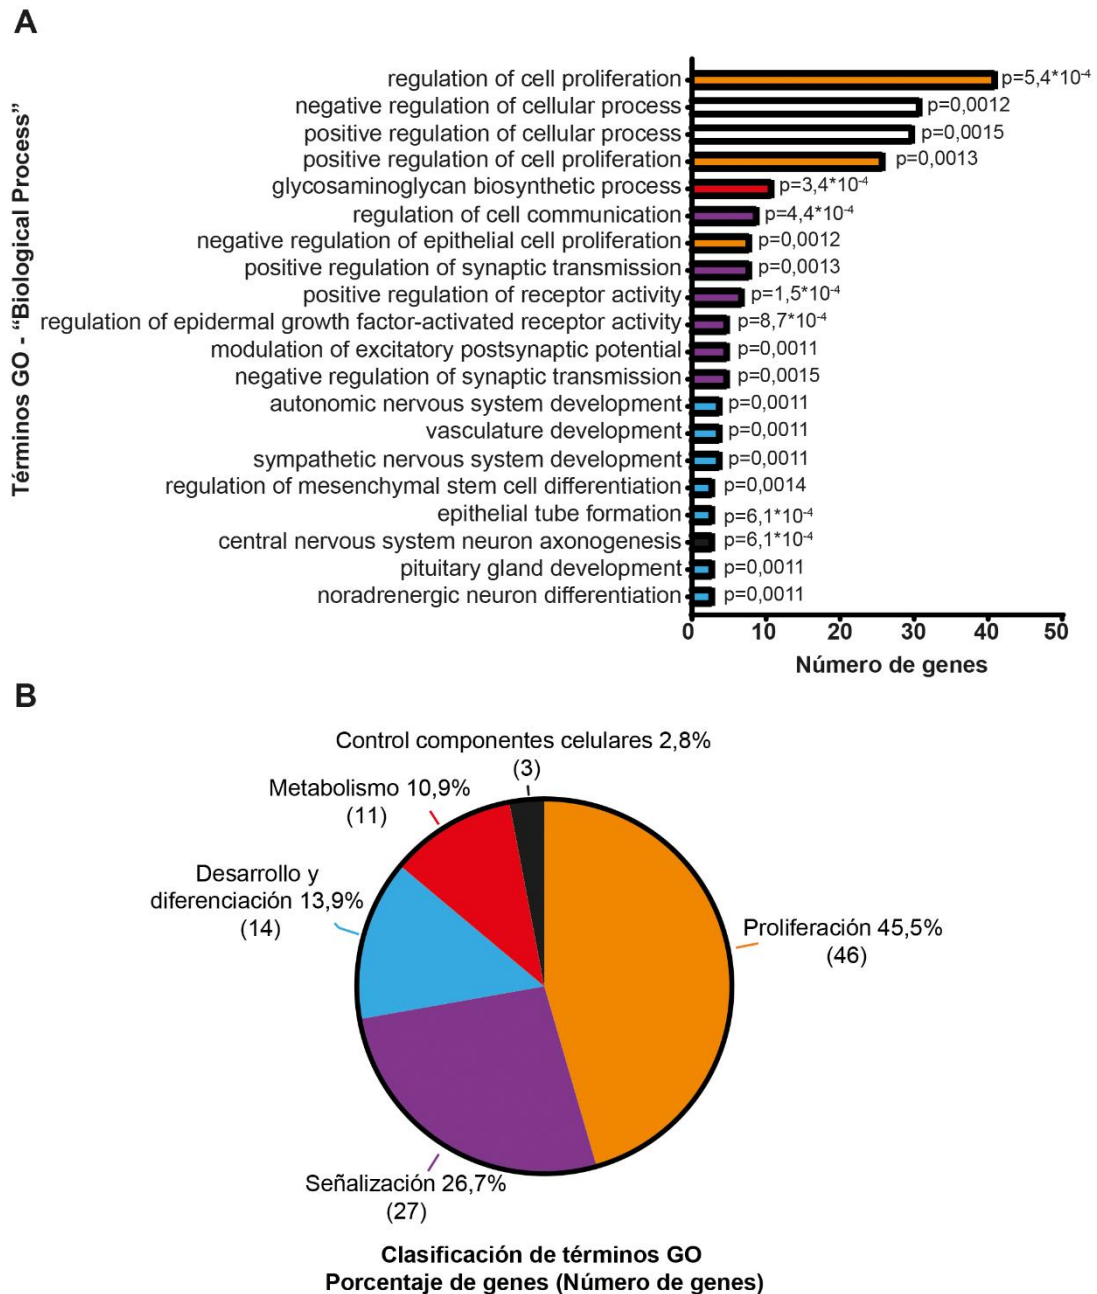 A
Términos GO - “Biological Process”
regulation of cell proliferation p=5,4*10⁻⁴
negative regulation of cellular process p=0,0012
positive regulation of cellular process p=0,0015
positive regulation of cell proliferation p=0,0013
glycosaminoglycan biosynthetic process p=3,4*10⁻⁴
regulation of cell communication p=4,4*10⁻⁴
negative regulation of epithelial cell proliferation p=0,0012
positive regulation of synaptic transmission p=0,0013
positive regulation of receptor activity p=1,5*10⁻⁴
regulation of epidermal growth factor-activated receptor activity p=8,7*10⁻⁴
modulation of excitatory postsynaptic potential p=0,0011
negative regulation of synaptic transmission p=0,0015
autonomic nervous system development p=0,0011
vasculature development p=0,0011
sympathetic nervous system development p=0,0011
regulation of mesenchymal stem cell differentiation p=0,0014
epithelial tube formation p=6,1*10⁻⁴
central nervous system neuron axonogenesis p=6,1*10⁻⁴
pituitary gland development p=0,0011
noradrenergic neuron differentiation p=0,0011
0 10 20 30 40 50
Número de genes
B
Control componentes celulares 2,8%
(3)
Metabolismo 10,9%
(11)
Desarrollo y
diferenciación 13,9%
(14)
Proliferación 45,5%
(46)
Señalización 26,7%
(27)
Clasificación de términos GO
Porcentaje de genes (Número de genes)